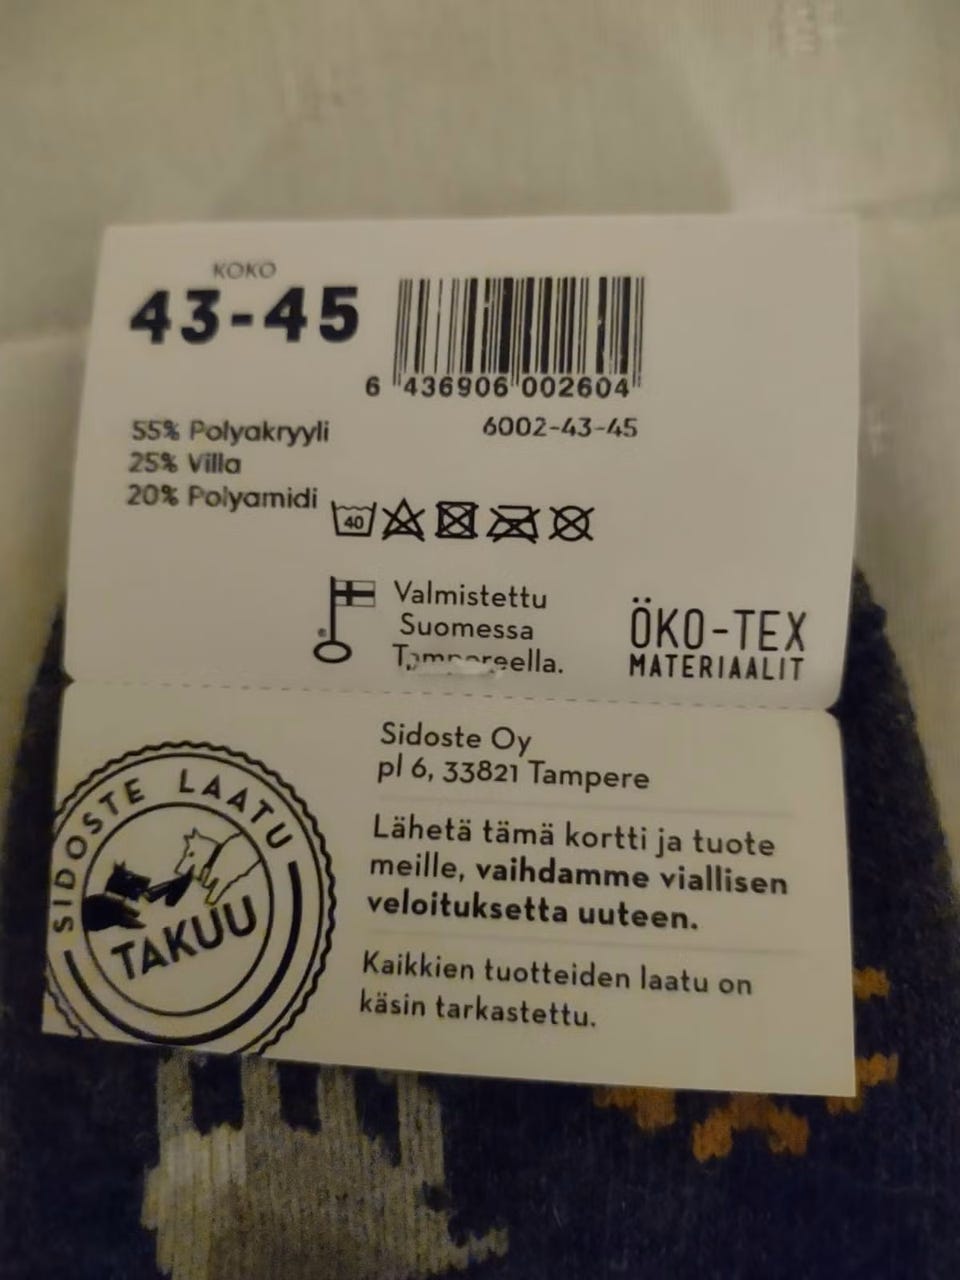 KOKO
43-45
6 436906 002604
6002-43-45
55% Polyakryyli
25% Villa
20% Polyamidi
40
Valmistettu
Suomessa
Tampereella.
ÖKO-TEX
MATERIAALIT
SIDOSTE LAATU
TAKUU
Sidoste Oy
pl 6, 33821 Tampere
Lähetä tämä kortti ja tuote
meille, vaihdamme viallisen
veloituksetta uuteen.
Kaikkien tuotteiden laatu on
käsin tarkastettu.